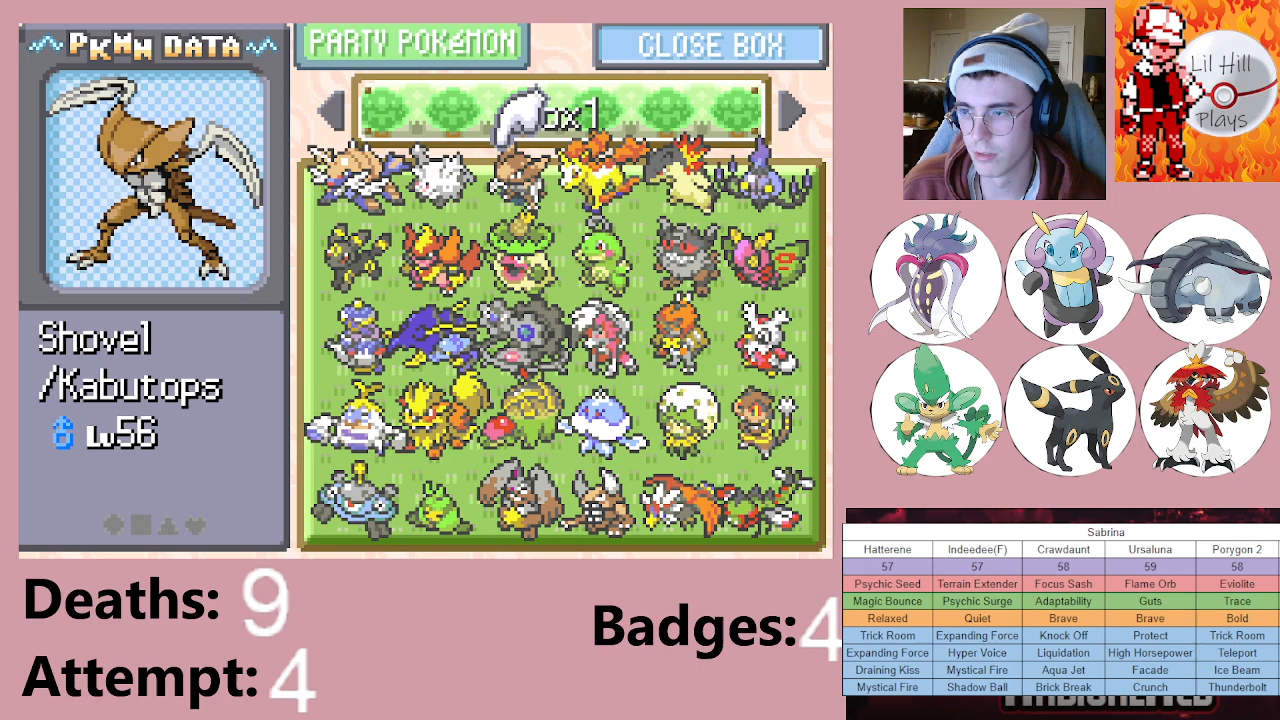 PKMN DATA
PARTY POKéMON
CLOSE BOX
ox 1
Lil Hill
Plays
Shovel
/Kabutops
Lv56
Deaths: 9
Attempt: 4
Badges: 4
Sabrina
Hatterene Indeedee(F) Crawdaunt Ursaluna Porygon 2
57 57 58 59 58
Psychic Seed Terrain Extender Focus Sash Flame Orb Eviolite
Magic Bounce Psychic Surge Adaptability Guts Trace
Relaxed Quiet Brave Brave Bold
Trick Room Expanding Force Knock Off Protect Trick Room
Expanding Force Hyper Voice Liquidation High Horsepower Teleport
Draining Kiss Mystical Fire Aqua Jet Facade Ice Beam
Mystical Fire Shadow Ball Brick Break Crunch Thunderbolt